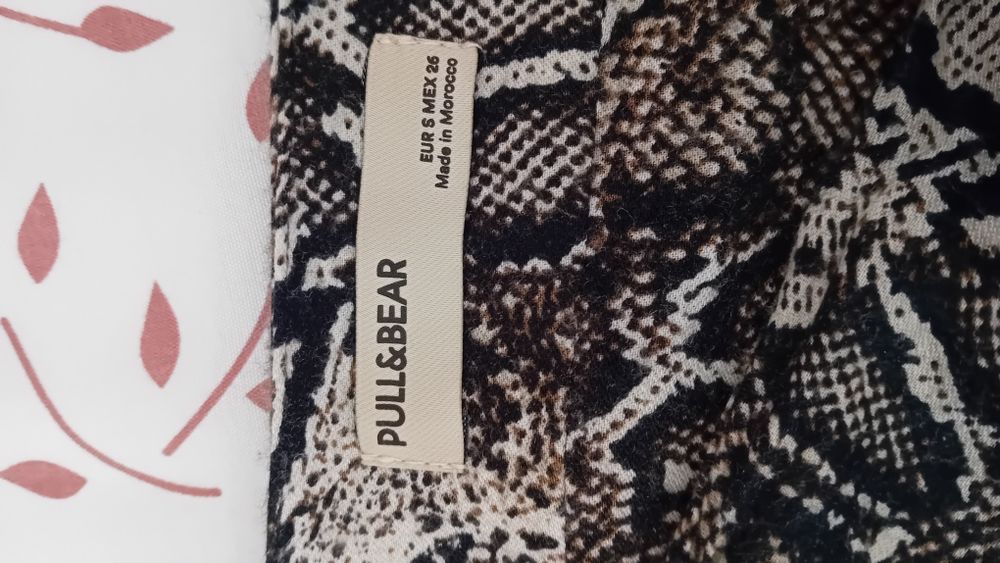 PULL&BEAR
EUR S MEX 26
Made in Morocco